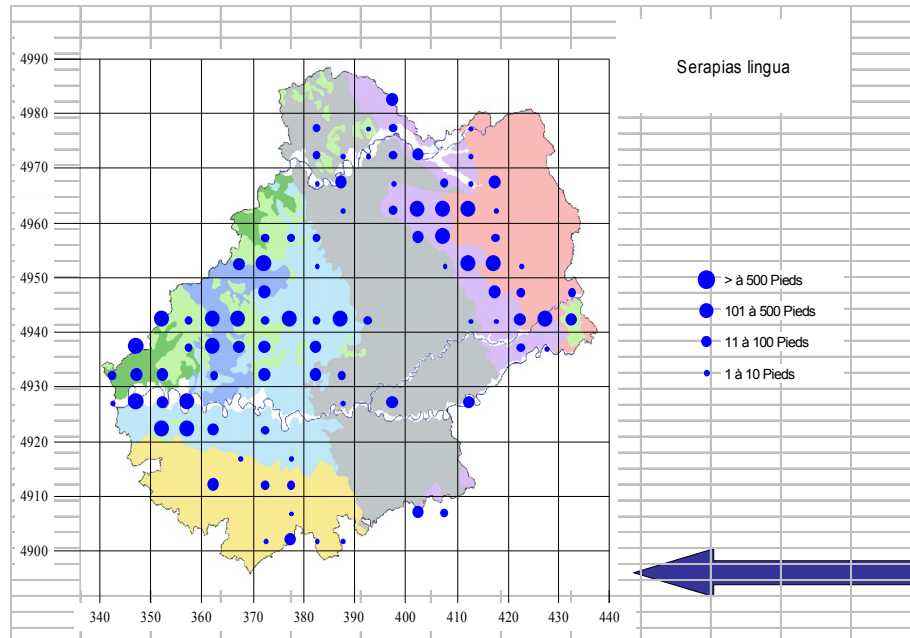 Serapias lingua
4990
4980
4970
4960
4950
4940
4930
4920
4910
4900
> à 500 Pieds
101 à 500 Pieds
11 à 100 Pieds
1 à 10 Pieds
340 350 360 370 380 390 400 410 420 430 440